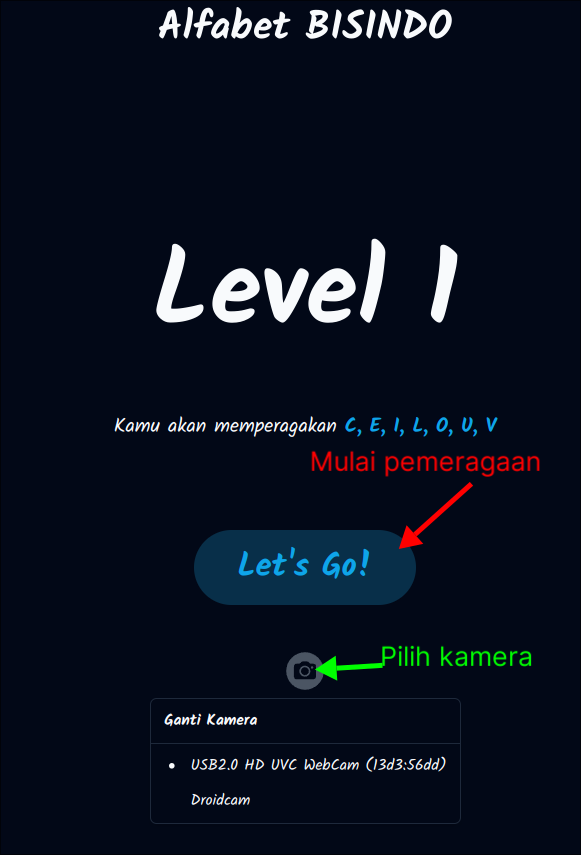 Alfabet BISINDO
Level 1
Kamu akan memperagakan C, E, I, L, O, U, V
Mulai pemeragaan
Let's Go!
Pilih kamera
Ganti Kamera
USB2.0 HD UVC WebCam (13d3:56dd)
Droidcam